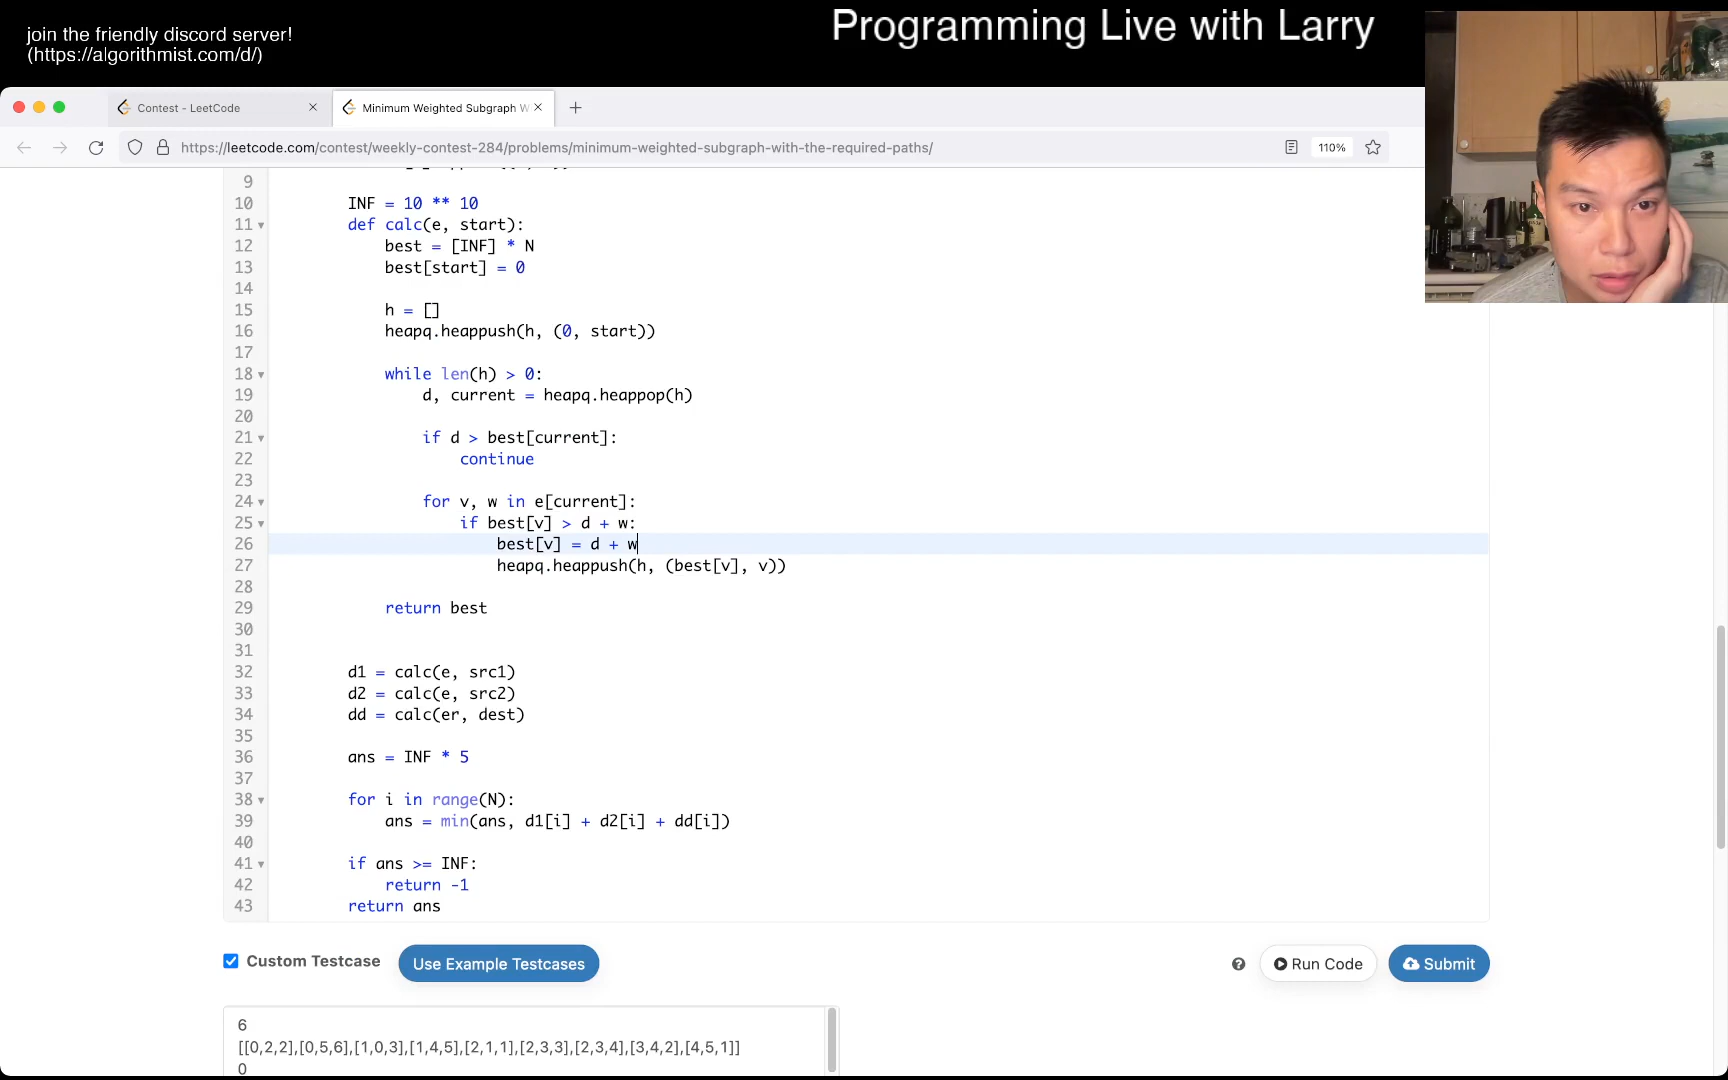 join the friendly discord server!
(https://algorithmist.com/d/)
Programming Live with Larry
Contest - LeetCode
Minimum Weighted Subgraph W
https://leetcode.com/contest/weekly-contest-284/problems/minimum-weighted-subgraph-with-the-required-paths/
110%
9
10 INF = 10 ** 10
11 def calc(e, start):
12 best = [INF] * N
13 best[start] = 0
14
15 h = []
16 heapq.heappush(h, (0, start))
17
18 while len(h) > 0:
19 d, current = heapq.heappop(h)
20
21 if d > best[current]:
22 continue
23
24 for v, w in e[current]:
25 if best[v] > d + w:
26 best[v] = d + w
27 heapq.heappush(h, (best[v], v))
28
29 return best
30
31
32 d1 = calc(e, src1)
33 d2 = calc(e, src2)
34 dd = calc(er, dest)
35
36 ans = INF * 5
37
38 for i in range(N):
39 ans = min(ans, d1[i] + d2[i] + dd[i])
40
41 if ans >= INF:
42 return -1
43 return ans
Custom Testcase
Use Example Testcases
Run Code
Submit
6
[[0,2,2],[0,5,6],[1,0,3],[1,4,5],[2,1,1],[2,3,3],[2,3,4],[3,4,2],[4,5,1]]
0